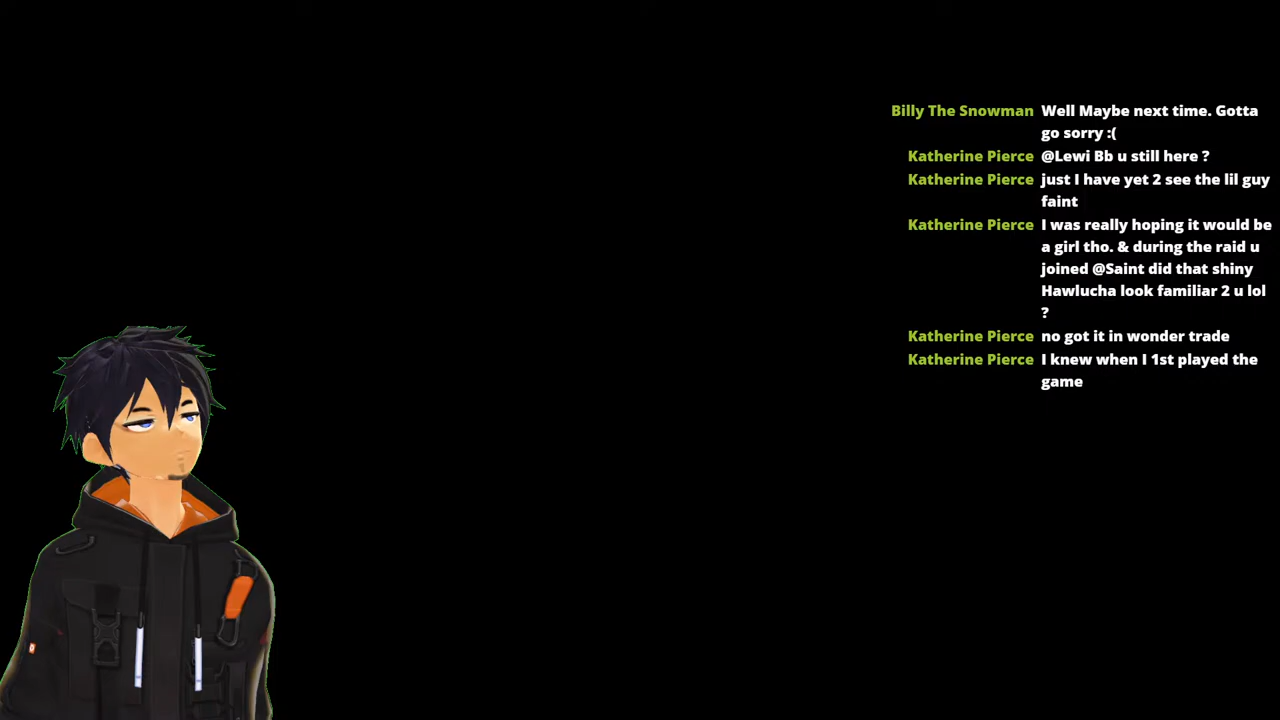 Billy The Snowman Well Maybe next time. Gotta
go sorry :(
Katherine Pierce @Lewi Bb u still here ?
Katherine Pierce just I have yet 2 see the lil guy
faint
Katherine Pierce I was really hoping it would be
a girl tho. & during the raid u
joined @Saint did that shiny
Hawlucha look familiar 2 u lol
?
Katherine Pierce no got it in wonder trade
Katherine Pierce I knew when I 1st played the
game